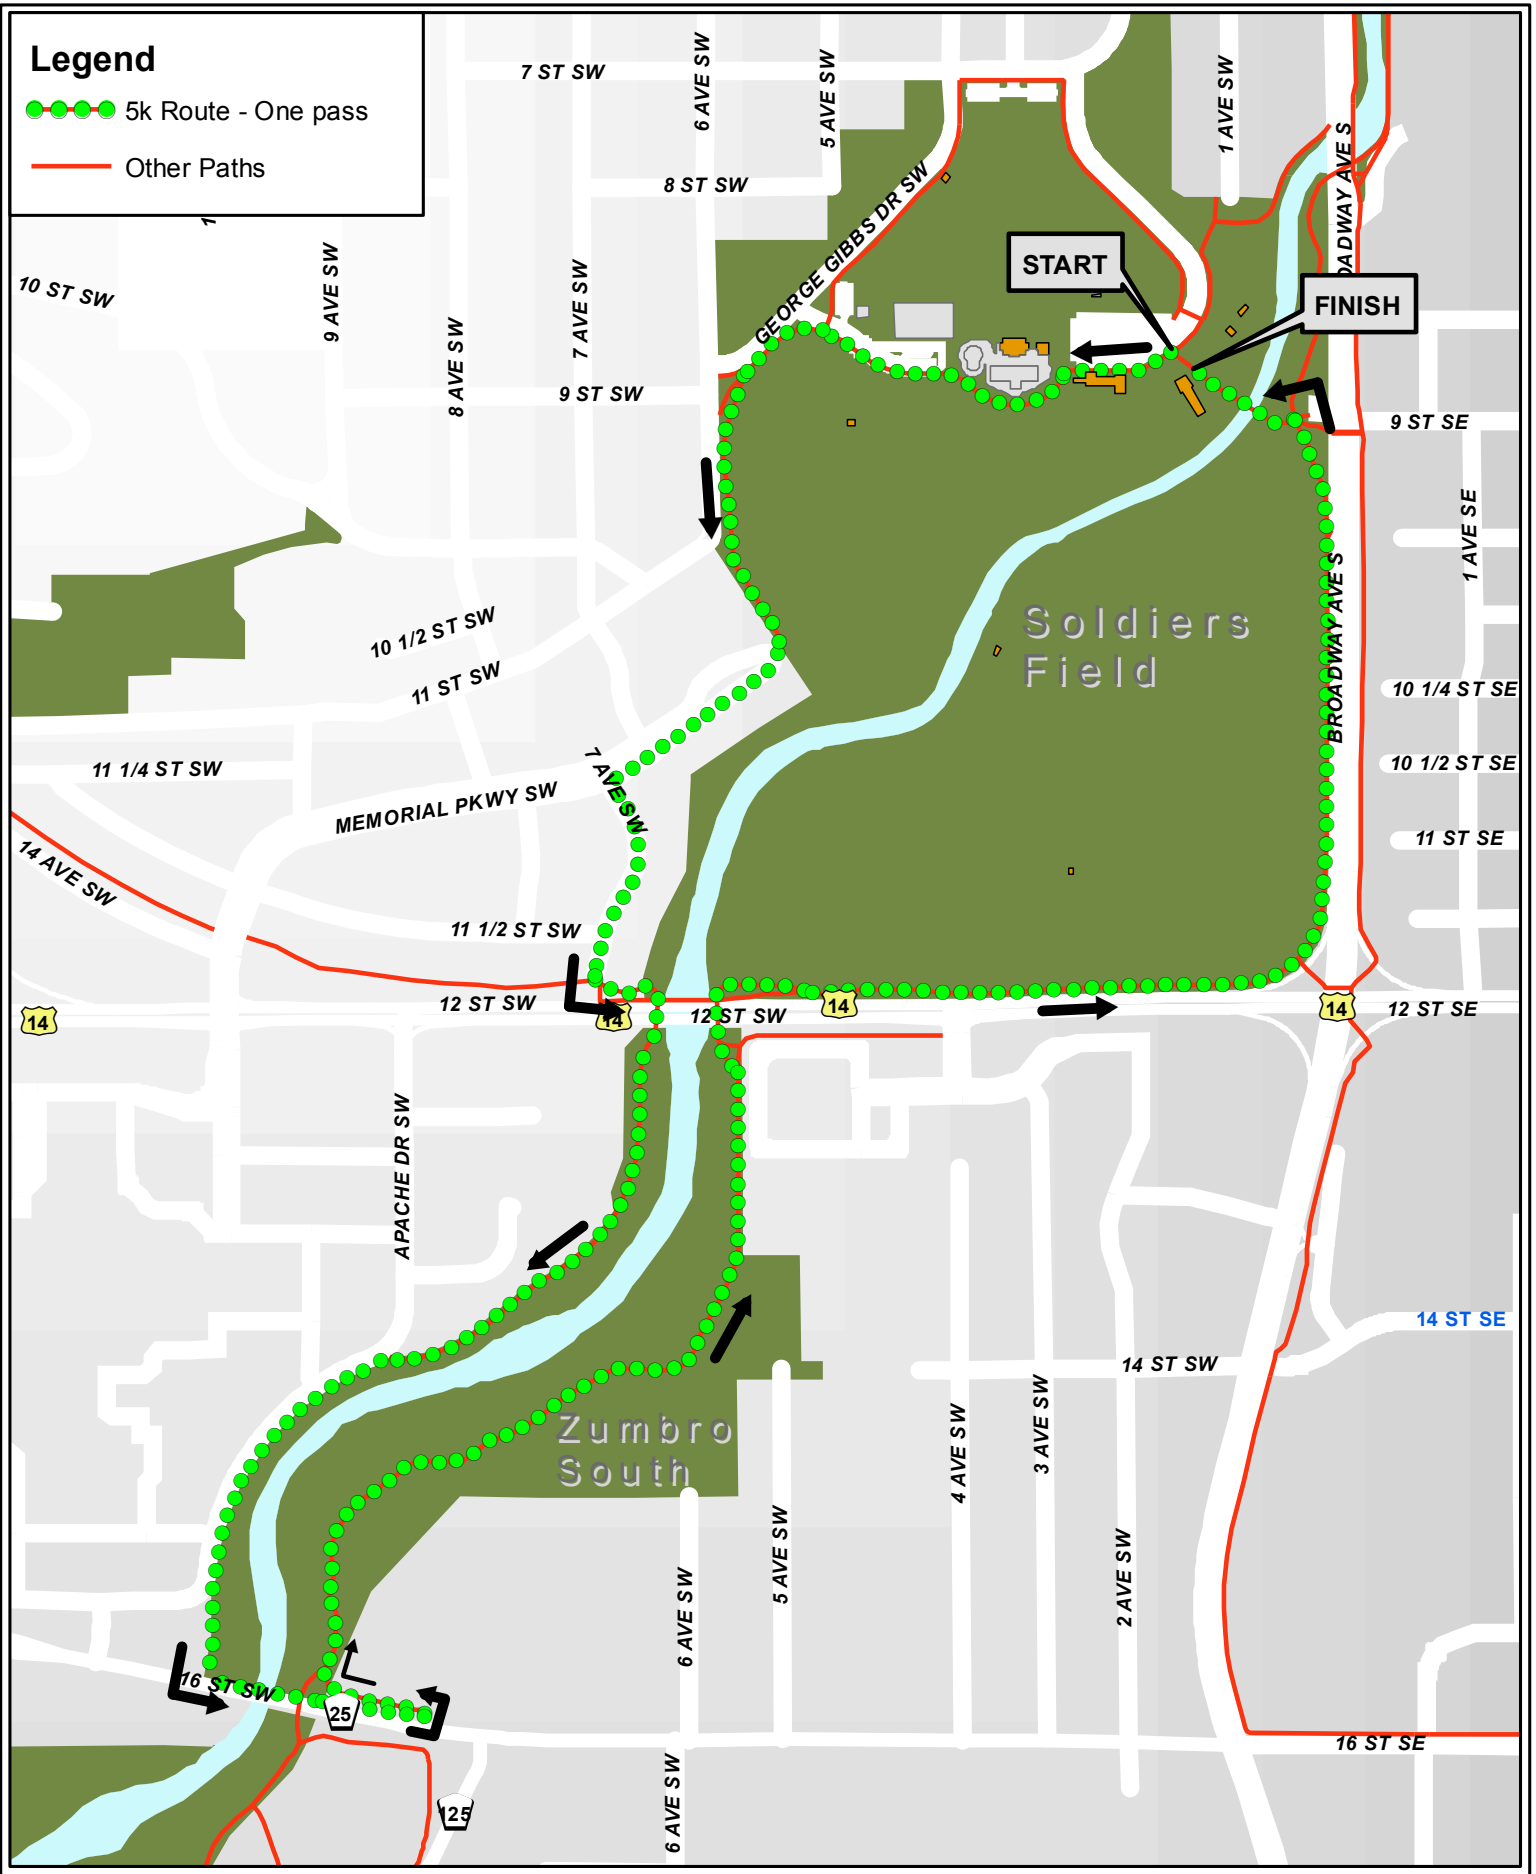 Legend
5k Route - One pass
Other Paths
7 ST SW
6 AVE SW
5 AVE SW
1 AVE SW
BROADWAY AVE S
8 ST SW
GEORGE GIBBS DR SW
START
FINISH
10 ST SW
9 AVE SW
8 AVE SW
7 AVE SW
9 ST SW
9 ST SE
1 AVE SE
10 1/2 ST SW
11 ST SW
Soldiers
Field
BROADWAY AVE S
10 1/4 ST SE
10 1/2 ST SE
11 ST SE
11 1/4 ST SW
7 AVE SW
MEMORIAL PKWY SW
14 AVE SW
11 1/2 ST SW
12 ST SW
14
14
12 ST SW
14
14
12 ST SE
APACHE DR SW
14 ST SE
14 ST SW
Zumbro
South
4 AVE SW
3 AVE SW
5 AVE SW
2 AVE SW
6 AVE SW
16 ST SW
25
16 ST SE
6 AVE SW
125